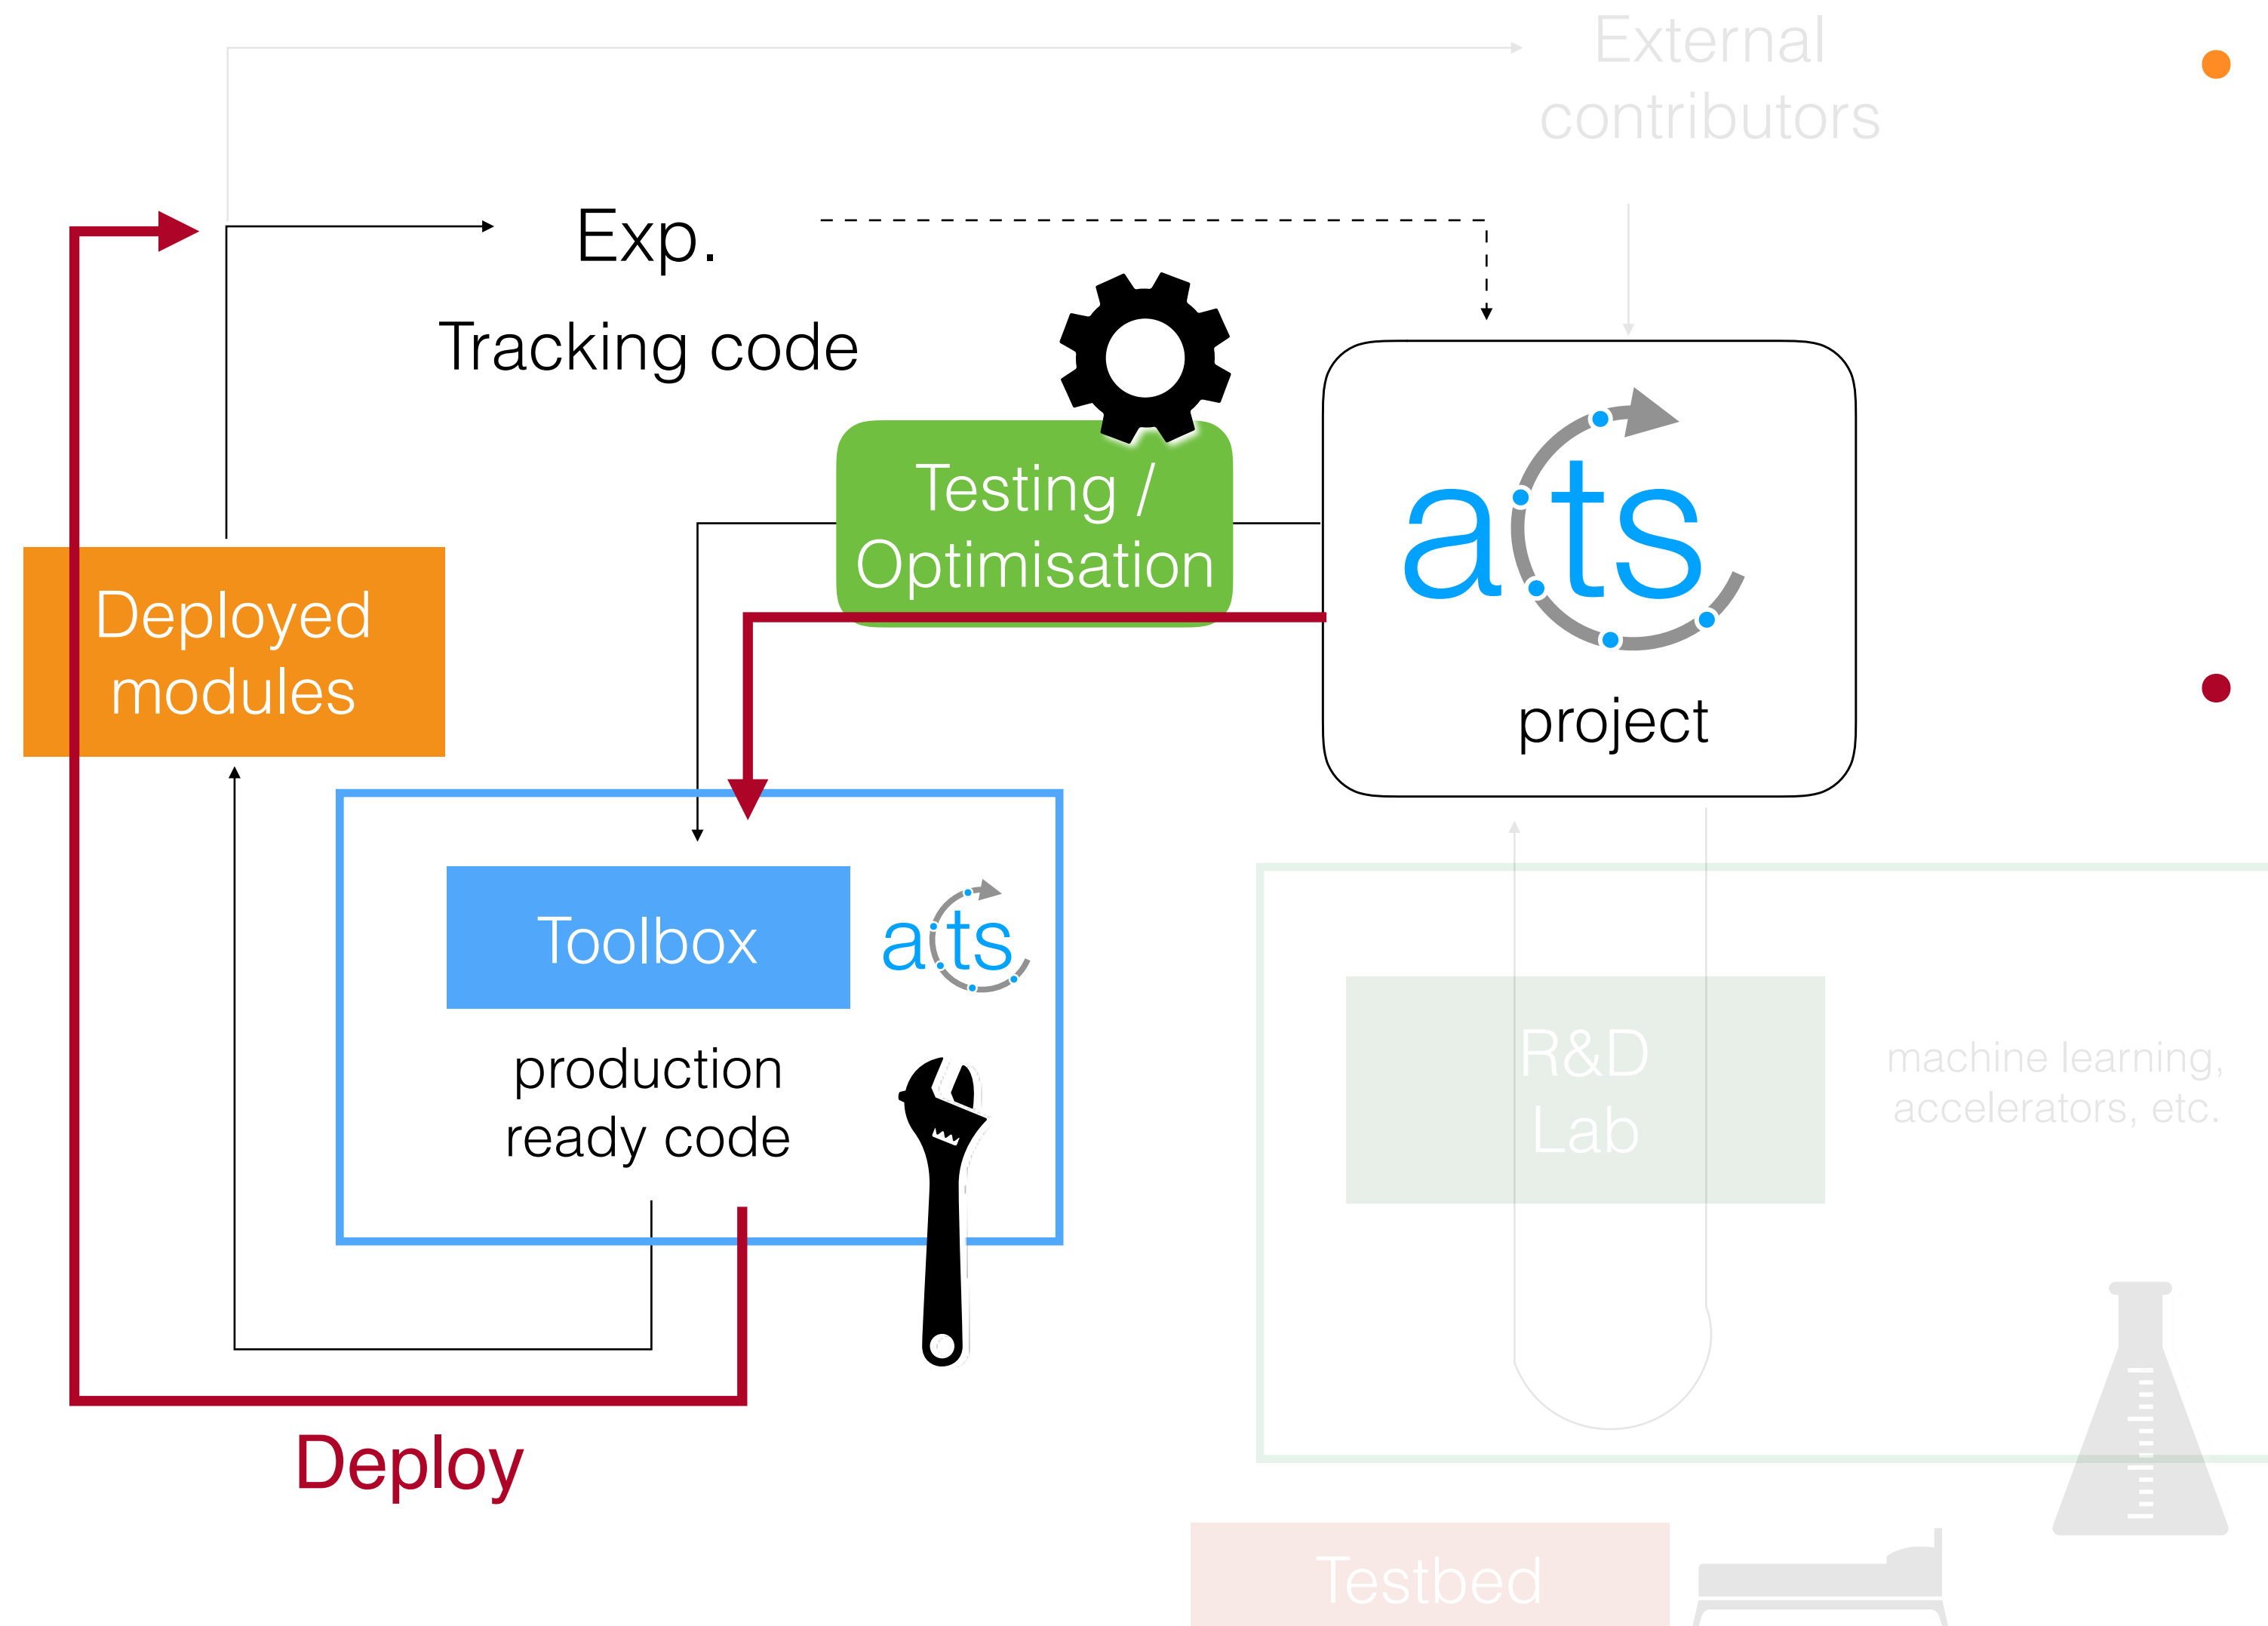 External
contributors
Exp.
Tracking code
Testing /
Optimisation
acts
project
Deployed
modules
Toolbox
acts
production
ready code
R&D
Lab
machine learning,
accelerators, etc.
Deploy
Testbed